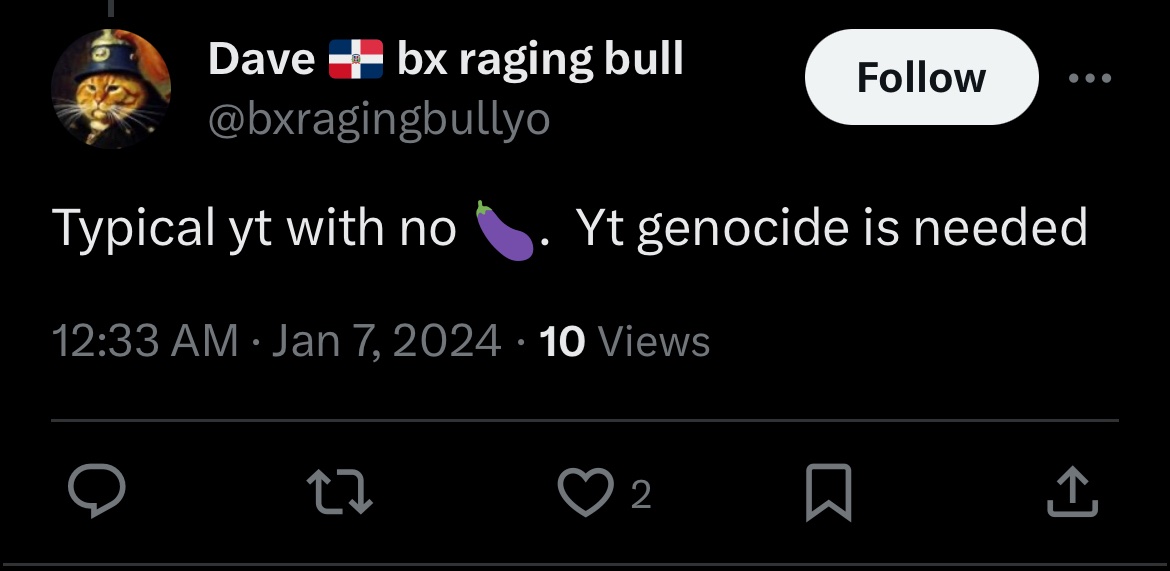 Dave 🇩🇴 bx raging bull
@bxragingbullyo
Follow
Typical yt with no 🍆. Yt genocide is needed
12:33 AM · Jan 7, 2024 · 10 Views
2